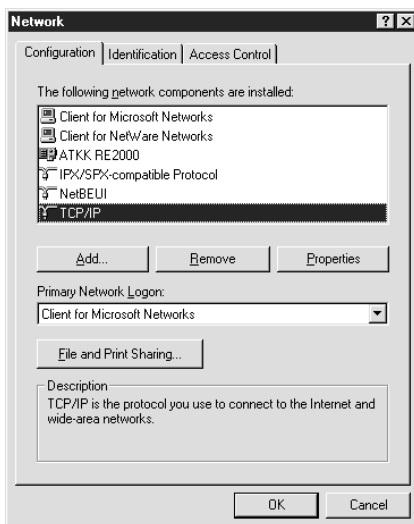 Network
Configuration Identification Access Control
The following network components are installed:
Client for Microsoft Networks
Client for NetWare Networks
ATKK RE2000
IPX/SPX-compatible Protocol
NetBEUI
TCP/IP
Add... Remove Properties
Primary Network Logon:
Client for Microsoft Networks
File and Print Sharing...
Description
TCP/IP is the protocol you use to connect to the Internet and
wide-area networks.
OK Cancel